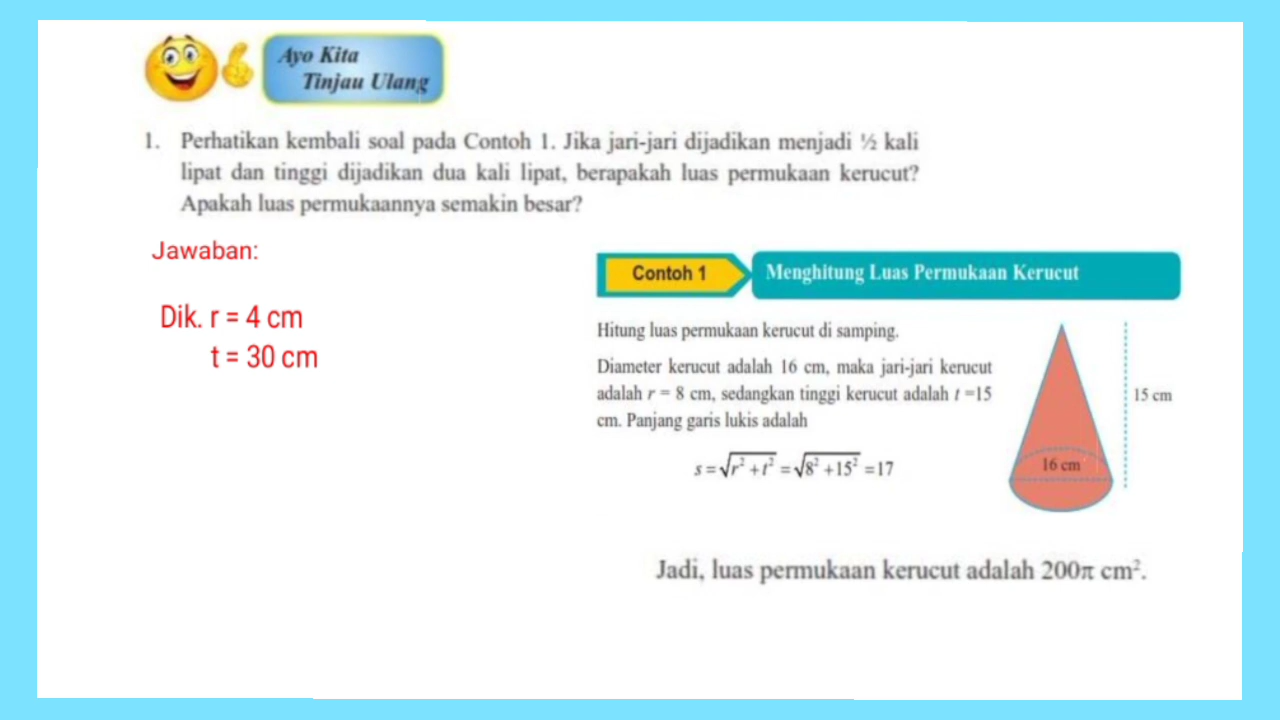 Ayo Kita
Tinjau Ulang
1. Perhatikan kembali soal pada Contoh 1. Jika jari-jari dijadikan menjadi ½ kali
lipat dan tinggi dijadikan dua kali lipat, berapakah luas permukaan kerucut?
Apakah luas permukaannya semakin besar?
Jawaban:
Dik. r = 4 cm
t = 30 cm
Contoh 1
Menghitung Luas Permukaan Kerucut
Hitung luas permukaan kerucut di samping.
Diameter kerucut adalah 16 cm, maka jari-jari kerucut
adalah r = 8 cm, sedangkan tinggi kerucut adalah t =15
cm. Panjang garis lukis adalah
s = √r² + t² = √8² + 15² = 17
15 cm
16 cm
Jadi, luas permukaan kerucut adalah 200π cm².